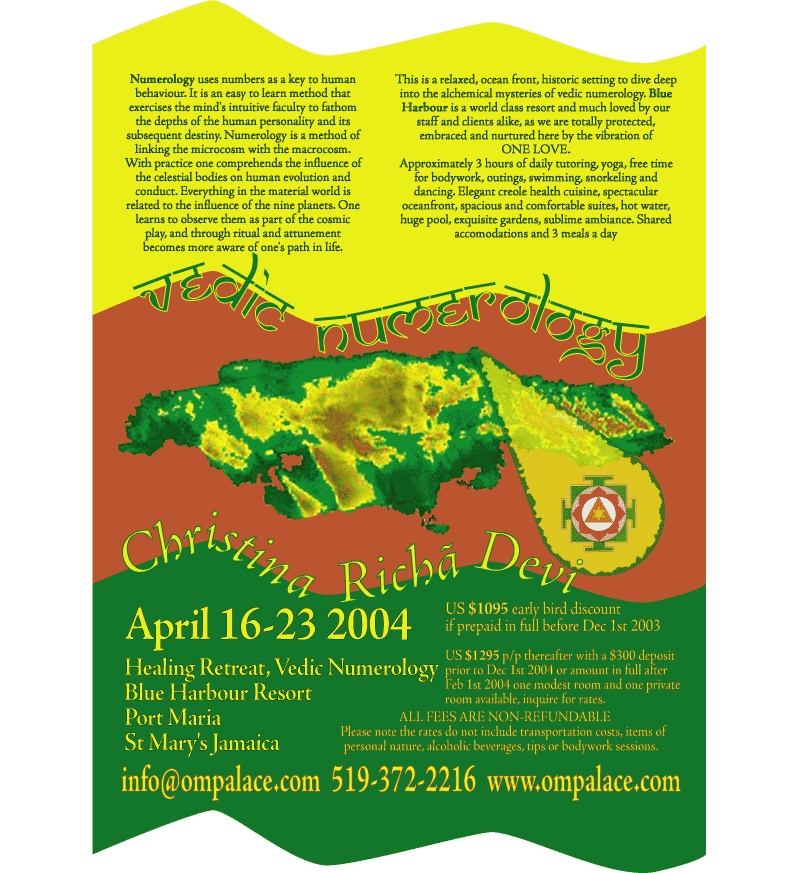 Numerology uses numbers as a key to human
behaviour. It is an easy to learn method that
exercises the mind's intuitive faculty to fathom
the depths of the human personality and its
subsequent destiny. Numerology is a method of
linking the microcosm with the macrocosm.
With practice one comprehends the influence of
the celestial bodies on human evolution and
conduct. Everything in the material world is
related to the influence of the nine planets. One
learns to observe them as part of the cosmic
play, and through ritual and attunement
becomes more aware of one's path in life.
This is a relaxed, ocean front, historic setting to dive deep
into the alchemical mysteries of vedic numerology. Blue
Harbour is a world class resort and much loved by our
staff and clients alike, as we are totally protected,
embraced and nurtured here by the vibration of
ONE LOVE.
Approximately 3 hours of daily tutoring, yoga, free time
for bodywork, outings, swimming, snorkeling and
dancing. Elegant creole health cuisine, spectacular
oceanfront, spacious and comfortable suites, hot water,
huge pool, exquisite gardens, sublime ambiance. Shared
accomodations and 3 meals a day
vedic numerology
Christina Richã Devi
April 16-23 2004
Healing Retreat, Vedic Numerology
Blue Harbour Resort
Port Maria
St Mary's Jamaica
US $1095 early bird discount
if prepaid in full before Dec 1st 2003
US $1295 p/p thereafter with a $300 deposit
prior to Dec 1st 2004 or amount in full after
Feb 1st 2004 one modest room and one private
room available, inquire for rates.
ALL FEES ARE NON-REFUNDABLE
Please note the rates do not include transportation costs, items of
personal nature, alcoholic beverages, tips or bodywork sessions.
info@ompalace.com 519-372-2216 www.ompalace.com